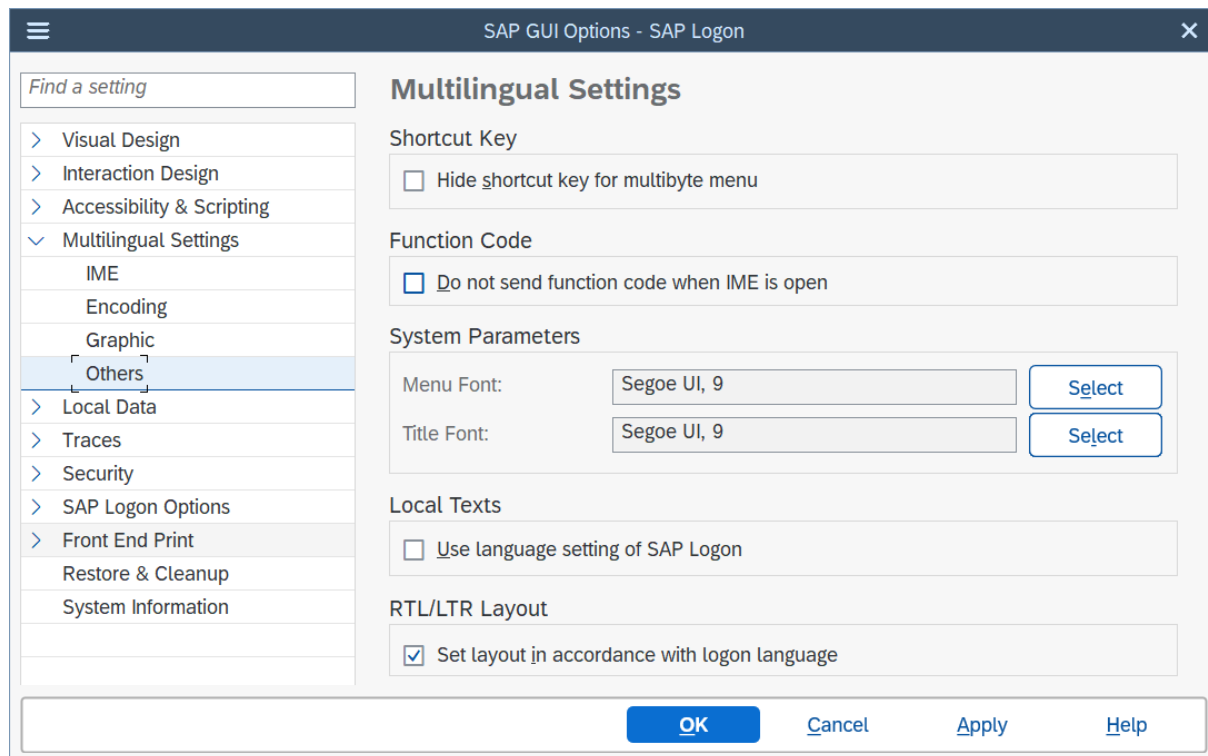 SAP GUI Options - SAP Logon
Find a setting
Visual Design
Interaction Design
Accessibility & Scripting
Multilingual Settings
IME
Encoding
Graphic
Others
Local Data
Traces
Security
SAP Logon Options
Front End Print
Restore & Cleanup
System Information
Multilingual Settings
Shortcut Key
Hide shortcut key for multibyte menu
Function Code
Do not send function code when IME is open
System Parameters
Menu Font: Segoe UI, 9 Select
Title Font: Segoe UI, 9 Select
Local Texts
Use language setting of SAP Logon
RTL/LTR Layout
Set layout in accordance with logon language
OK Cancel Apply Help